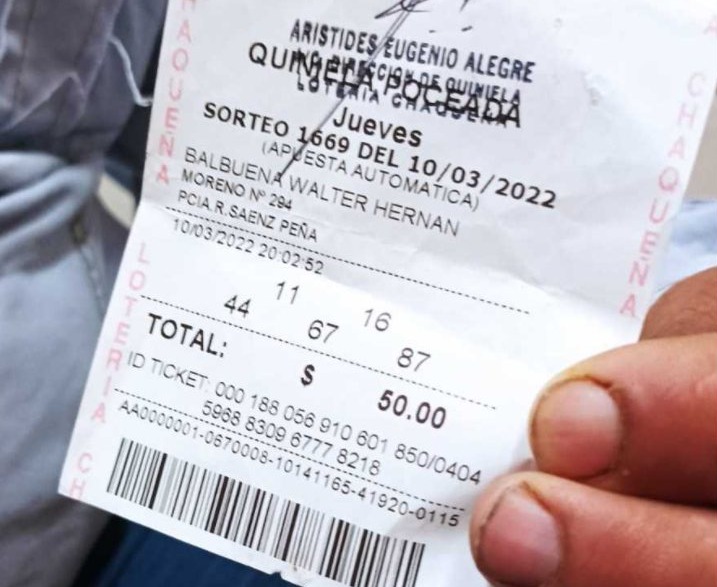 ARISTIDES EUGENIO ALEGRE
DIRECCION DE QUINIELA
QUINIELA POCEADA
LOTERIA CHAQUEÑA
Jueves
SORTEO 1669 DEL 10/03/2022
(APUESTA AUTOMATICA)
BALBUENA WALTER HERNAN
MORENO Nº 294
PCIA.R.SAENZ PEÑA
10/03/2022 20:02:52
11 16
44 67 87
TOTAL: $ 50.00
ID TICKET: 000 188 056 910 601 850/0404
5968 8309 6777 8218
AA0000001-0670008-10141165-41920-0115
HAQUEÑA
LOTERIA CH
A CHAQUEÑA